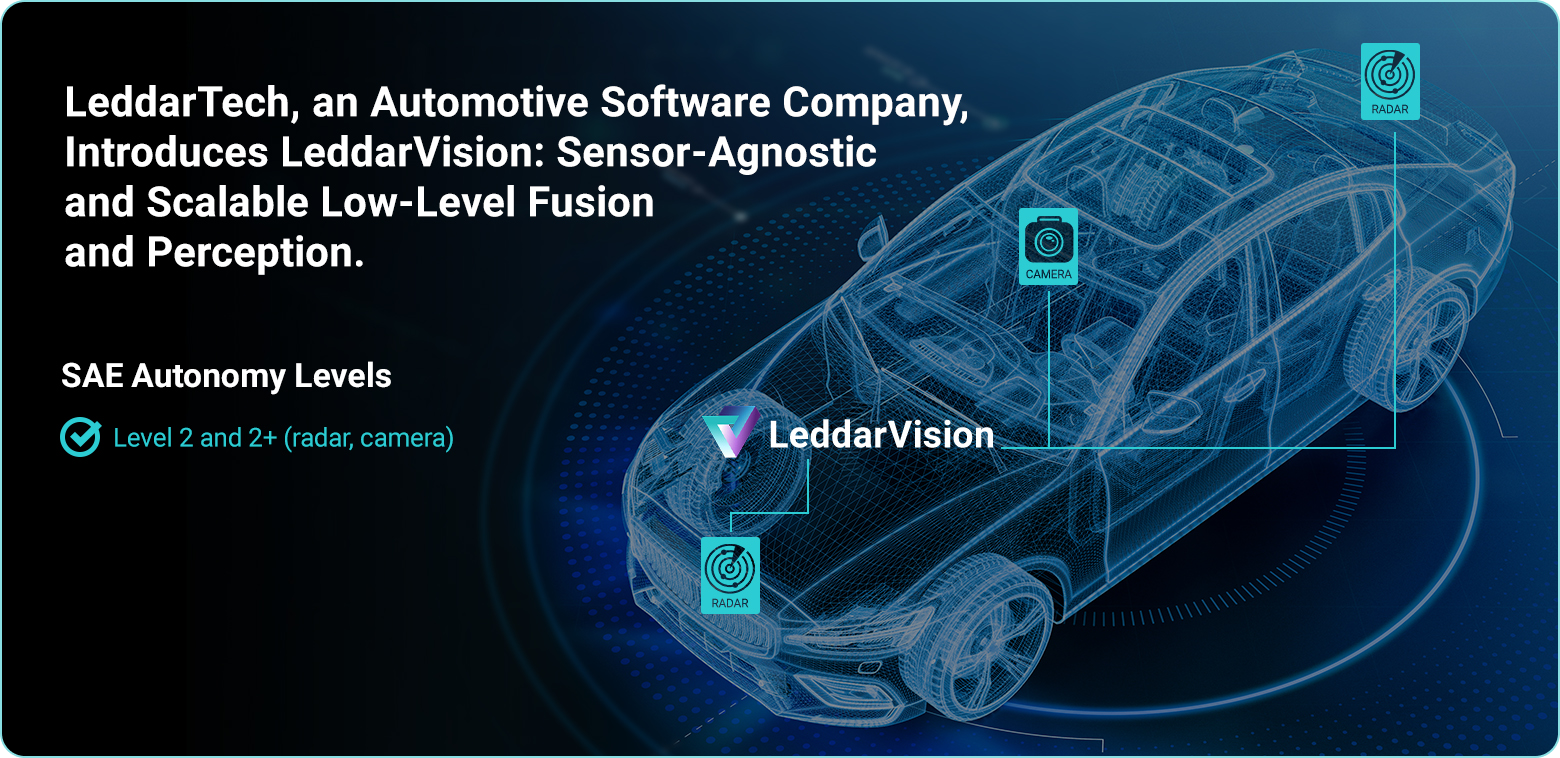 LeddarTech, an Automotive Software Company,
Introduces LeddarVision: Sensor-Agnostic
and Scalable Low-Level Fusion
and Perception.
SAE Autonomy Levels
Level 2 and 2+ (radar, camera)
RADAR
CAMERA
LeddarVision
RADAR